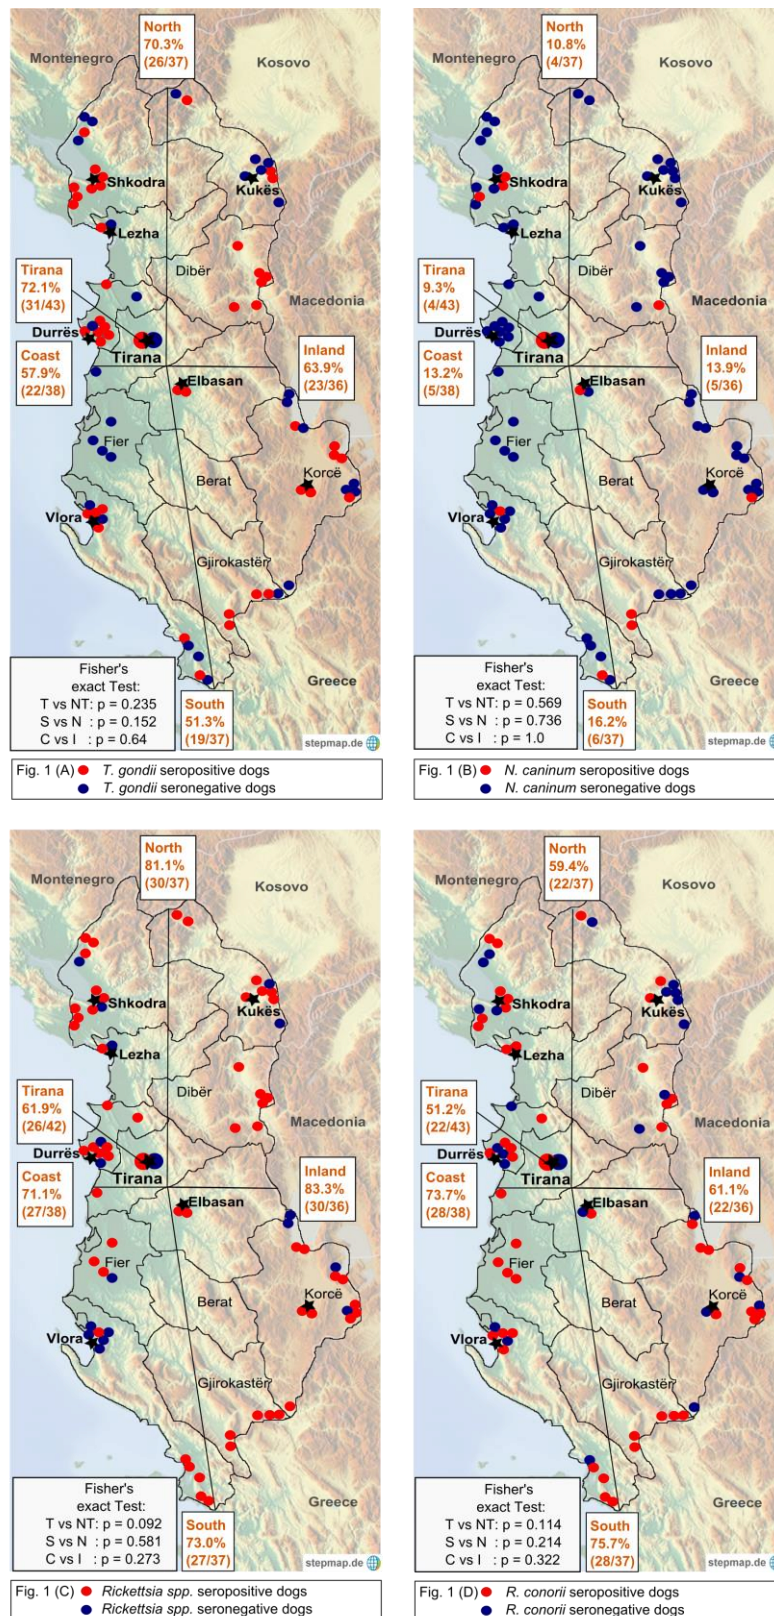 North
70.3%
(26/37)
Montenegro
Kosovo
Shkodra
Kukës
Lezha
Tirana
72.1%
(31/43)
Dibër
Macedonia
Durrës
Tirana
Coast
57.9%
(22/38)
Inland
63.9%
(23/36)
Elbasan
Fier
Berat
Korcë
Vlora
Gjirokastër
Fisher's
exact Test:
T vs NT: p = 0.235
S vs N : p = 0.152
C vs I : p = 0.64
South
51.3%
(19/37)
Greece
stepmap.de
Fig. 1 (A) T. gondii seropositive dogs
T. gondii seronegative dogs
North
10.8%
(4/37)
Montenegro
Kosovo
Shkodra
Kukës
Lezha
Tirana
9.3%
(4/43)
Dibër
Macedonia
Durrës
Tirana
Coast
13.2%
(5/38)
Inland
13.9%
(5/36)
Elbasan
Fier
Berat
Korcë
Vlora
Gjirokastër
Fisher's
exact Test:
T vs NT: p = 0.569
S vs N : p = 0.736
C vs I : p = 1.0
South
16.2%
(6/37)
Greece
stepmap.de
Fig. 1 (B) N. caninum seropositive dogs
N. caninum seronegative dogs
North
81.1%
(30/37)
Montenegro
Kosovo
Shkodra
Kukës
Lezha
Tirana
61.9%
(26/42)
Dibër
Macedonia
Durrës
Tirana
Coast
71.1%
(27/38)
Inland
83.3%
(30/36)
Elbasan
Fier
Berat
Korcë
Vlora
Gjirokastër
Fisher's
exact Test:
T vs NT: p = 0.092
S vs N : p = 0.581
C vs I : p = 0.273
South
73.0%
(27/37)
Greece
stepmap.de
Fig. 1 (C) Rickettsia spp. seropositive dogs
Rickettsia spp. seronegative dogs
North
59.4%
(22/37)
Montenegro
Kosovo
Shkodra
Kukës
Lezha
Tirana
51.2%
(22/43)
Dibër
Macedonia
Durrës
Tirana
Coast
73.7%
(28/38)
Inland
61.1%
(22/36)
Elbasan
Fier
Berat
Korcë
Vlora
Gjirokastër
Fisher's
exact Test:
T vs NT: p = 0.114
S vs N : p = 0.214
C vs I : p = 0.322
South
75.7%
(28/37)
Greece
stepmap.de
Fig. 1 (D) R. conorii seropositive dogs
R. conorii seronegative dogs